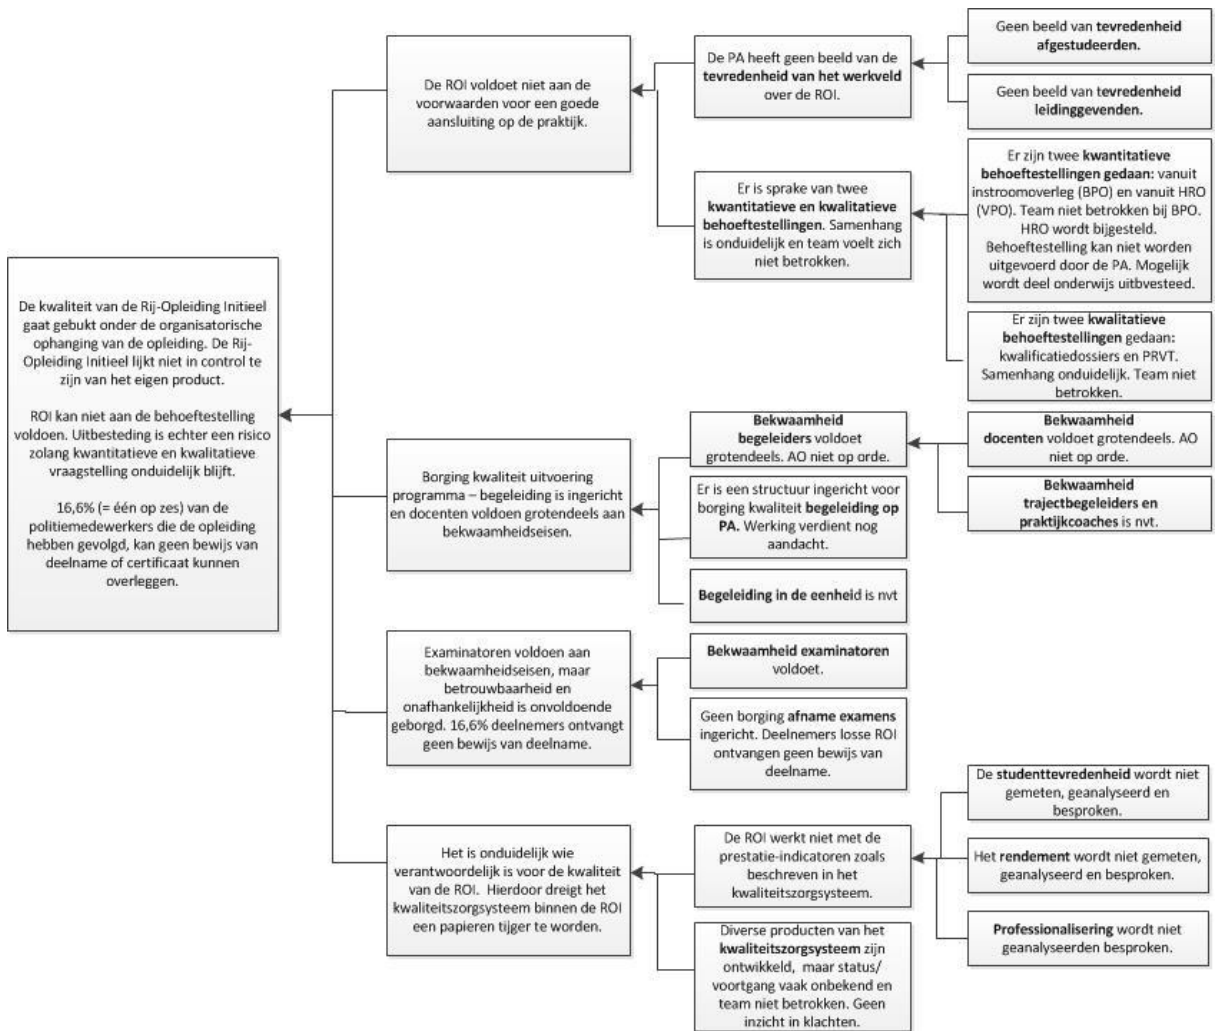 De kwaliteit van de Rij-Opleiding Initieel
gaat gebukt onder de organisatorische
ophanging van de opleiding. De Rij-
Opleiding Initieel lijkt niet in control te
zijn van het eigen product.
ROI kan niet aan de behoeftestelling
voldoen. Uitbesteding is echter een risico
zolang kwantitatieve en kwalitatieve
vraagstelling onduidelijk blijft.
16,6% (= één op zes) van de
politiemedewerkers die de opleiding
hebben gevolgd, kan geen bewijs van
deelname of certificaat kunnen
overleggen.
De ROI voldoet niet aan de
voorwaarden voor een goede
aansluiting op de praktijk.
De PA heeft geen beeld van de
tevredenheid van het werkveld
over de ROI.
Geen beeld van tevredenheid
afgestudeerden.
Geen beeld van tevredenheid
leidinggevenden.
Er is sprake van twee
kwantitatieve en kwalitatieve
behoeftestellingen. Samenhang
is onduidelijk en team voelt zich
niet betrokken.
Er zijn twee kwantitatieve
behoeftestellingen gedaan: vanuit
instroomoverleg (BPO) en vanuit HRO
(VPO). Team niet betrokken bij BPO.
HRO wordt bijgesteld.
Behoeftestelling kan niet worden
uitgevoerd door de PA. Mogelijk
wordt deel onderwijs uitbvesteed.
Er zijn twee kwalitatieve
behoeftestellingen gedaan:
kwalificatiedossiers en PRVT.
Samenhang onduidelijk. Team niet
betrokken.
Borging kwaliteit uitvoering
programma – begeleiding is ingericht
en docenten voldoen grotendeels aan
bekwaamheidseisen.
Bekwaamheid
begeleiders voldoet
grotendeels. AO niet op orde.
Bekwaamheid
docenten voldoet grotendeels. AO
niet op orde.
Bekwaamheid
trajectbegeleiders en
praktijkcoaches is nvt.
Er is een structuur ingericht voor
borging kwaliteit begeleiding op
PA. Werking verdient nog
aandacht.
Begeleiding in de eenheid is nvt
Examinatoren voldoen aan
bekwaamheidseisen, maar
betrouwbaarheid en
onafhankelijkheid is onvoldoende
geborgd. 16,6% deelnemers ontvangt
geen bewijs van deelname.
Bekwaamheid examinatoren
voldoet.
Geen borging afname examens
ingericht. Deelnemers losse ROI
ontvangen geen bewijs van
deelname.
Het is onduidelijk wie
verantwoordelijk is voor de kwaliteit
van de ROI. Hierdoor dreigt het
kwaliteitszorgsysteem binnen de ROI
een papieren tijger te worden.
De ROI werkt niet met de
prestatie-indicatoren zoals
beschreven in het
kwaliteitszorgsysteem.
De studenttevredenheid wordt niet
gemeten, geanalyseerd en
besproken.
Het rendement wordt niet gemeten,
geanalyseerd en besproken.
Professionalisering wordt niet
geanalyseerden besproken.
Diverse producten van het
kwaliteitszorgsysteem zijn
ontwikkeld, maar status/
voortgang vaak onbekend en
team niet betrokken. Geen
inzicht in klachten.